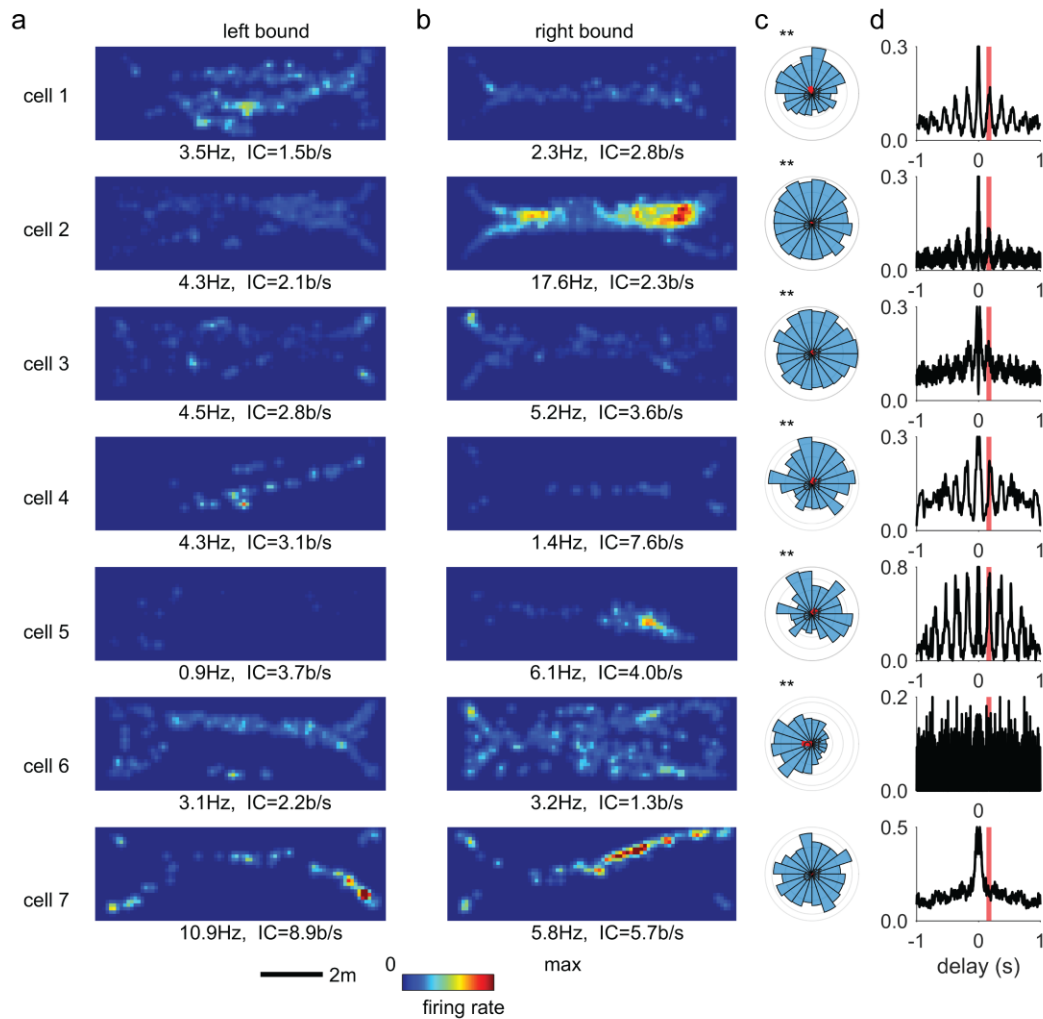 a b c d
left bound right bound
** 0.3
cell 1
0.0
3.5Hz, IC=1.5b/s 2.3Hz, IC=2.8b/s
-1 0 1
** 0.3
cell 2
0.0
4.3Hz, IC=2.1b/s 17.6Hz, IC=2.3b/s
-1 0 1
** 0.3
cell 3
0.0
4.5Hz, IC=2.8b/s 5.2Hz, IC=3.6b/s
-1 0 1
** 0.3
cell 4
0.0
4.3Hz, IC=3.1b/s 1.4Hz, IC=7.6b/s
-1 0 1
** 0.8
cell 5
0.0
0.9Hz, IC=3.7b/s 6.1Hz, IC=4.0b/s
-1 0 1
** 0.2
cell 6
0.0
3.1Hz, IC=2.2b/s 3.2Hz, IC=1.3b/s
0
0.5
cell 7
0.0
10.9Hz, IC=8.9b/s 5.8Hz, IC=5.7b/s
-1 0 1
2m 0 max delay (s)
firing rate